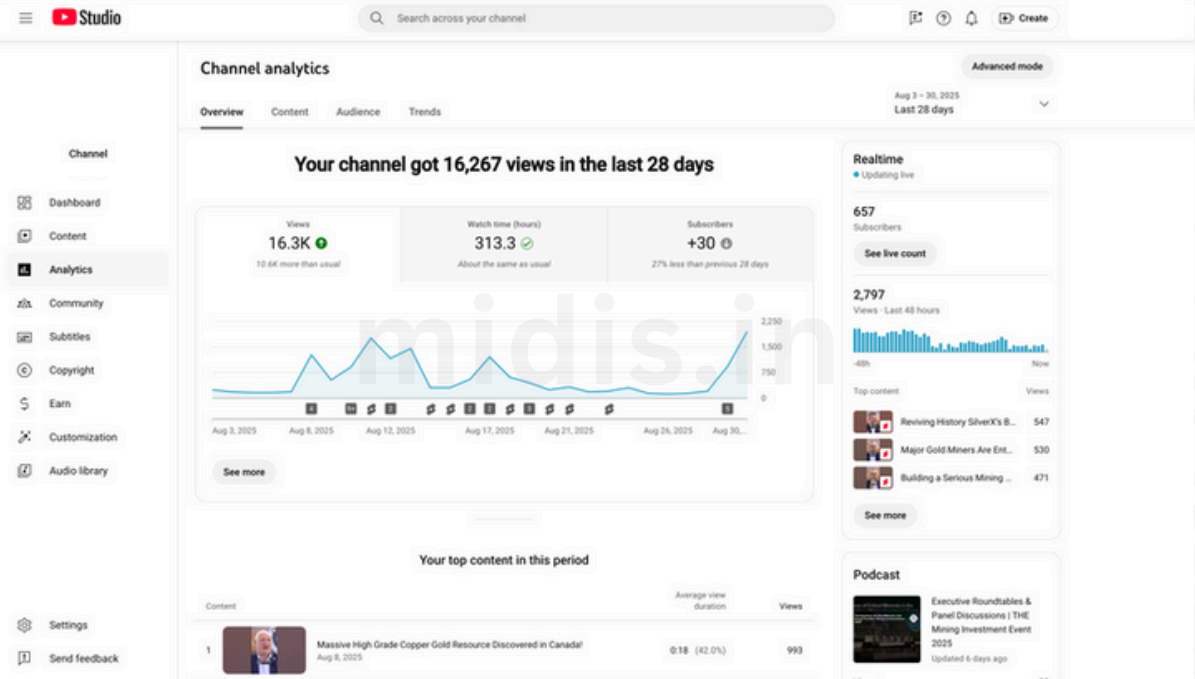 Studio
Search across your channel
Create
Channel analytics
Advanced mode
Aug 3 – 30, 2025
Last 28 days
Overview
Content
Audience
Trends
Channel
Dashboard
Content
Analytics
Community
Subtitles
Copyright
Earn
Customization
Audio library
Settings
Send feedback
Your channel got 16,267 views in the last 28 days
Views
16.3K
10.6K more than usual
Watch time (hours)
313.3
About the same as usual
Subscribers
+30
27% less than previous 28 days
midis.in
2,250
1,500
750
0
4
9+
2
2
2
3
5
Aug 3, 2025
Aug 8, 2025
Aug 12, 2025
Aug 17, 2025
Aug 21, 2025
Aug 26, 2025
Aug 30,...
See more
Your top content in this period
Content
Average view
duration
Views
1
Massive High Grade Copper Gold Resource Discovered in Canada!
Aug 8, 2025
0:18 (42.0%)
993
Realtime
Updating live
657
Subscribers
See live count
2,797
Views · Last 48 hours
-48h
Now
Top content
Views
Reviving History SilverX's B...
547
Major Gold Miners Are Ent...
530
Building a Serious Mining ...
471
See more
Podcast
Executive Roundtables &
Panel Discussions | THE
Mining Investment Event
2025
Updated 6 days ago